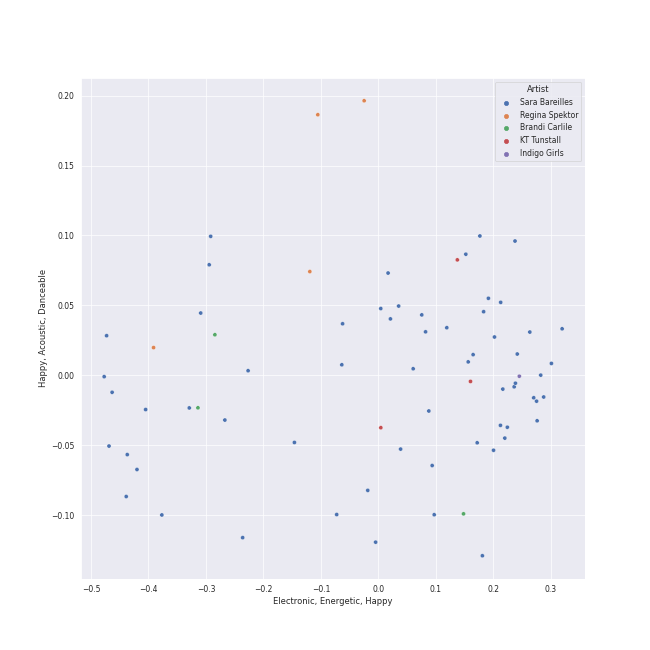 Artist
Sara Bareilles
Regina Spektor
Brandi Carlile
KT Tunstall
Indigo Girls
0.20
0.15
0.10
0.05
0.00
−0.05
−0.10
Happy, Acoustic, Danceable
−0.5 −0.4 −0.3 −0.2 −0.1 0.0 0.1 0.2 0.3
Electronic, Energetic, Happy